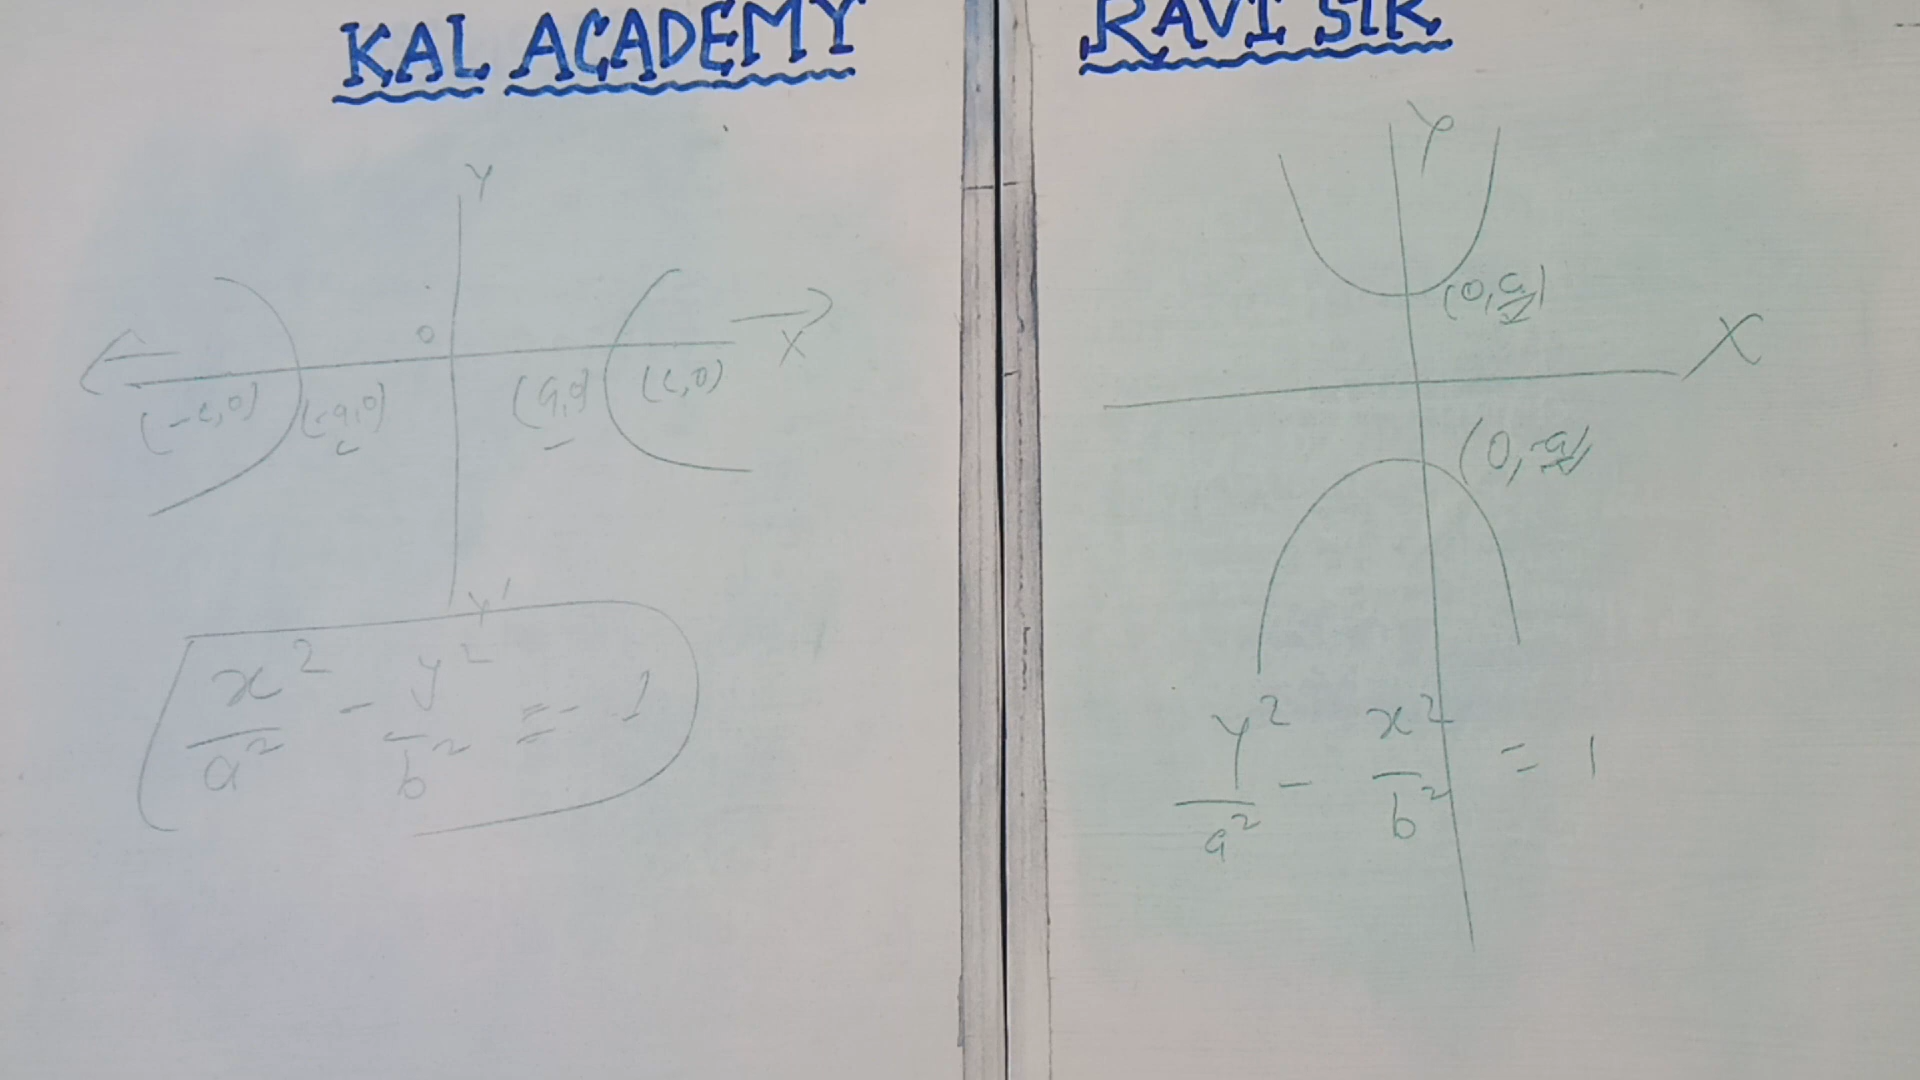 KAL ACADEMY
Y
O
X
(-c,0) (-a,0) (a,0) (c,0)
Y'
x²/a² - y²/b² = - 1
RAVI SIR
Y
(0,a)
X
(0,-a)
y²/a² - x²/b² = 1